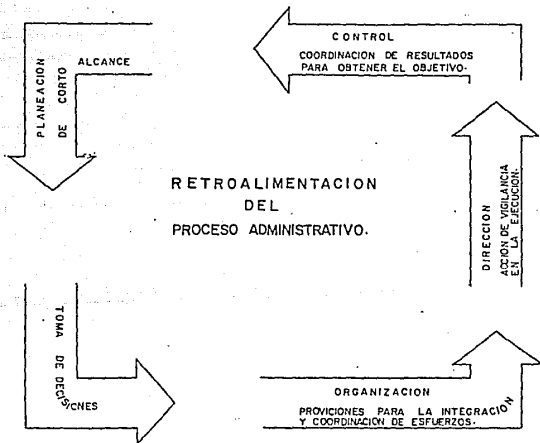 CONTROL
COORDINACION DE RESULTADOS
PARA OBTENER EL OBJETIVO.
PLANEACION
DE CORTO
ALCANCE
RETROALIMENTACION
DEL
PROCESO ADMINISTRATIVO.
DIRECCION
ACCION DE VIGILANCIA
EN LA EJECUCION.
TOMA DE DECISICNES
ORGANIZACION
PROVICIONES PARA LA INTEGRACION
Y COORDINACION DE ESFUERZOS.